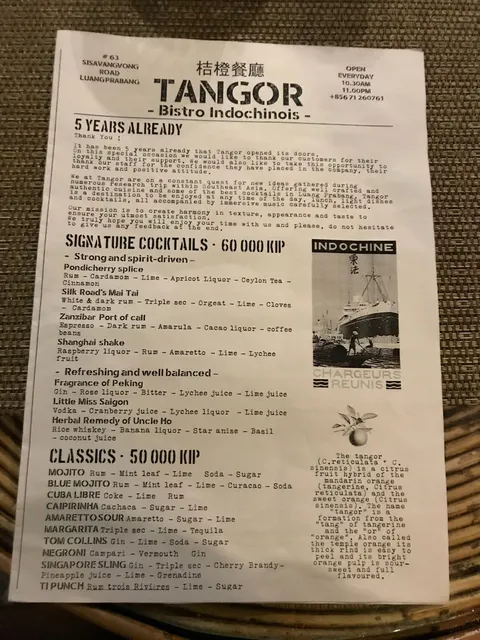 # 63
SISAVANGVONG
ROAD
LUANGPRABANG
桔橙餐廳
TANGOR
- Bistro Indochinois -
OPEN
EVERYDAY
10.30AM
11.00PM
+856 71 260761
5 YEARS ALREADY
Thank You !
It has been 5 years already that Tangor opened its doors.
On this special occasion we would like to thank our customers for their
loyalty and their support. We would also like to take this opportunity to
thank our staff for the confidence they have placed in the company, their
hard work and positive attitude.
We at Tangor are on a constant quest for new ideas gathered during
numerous research trip within Southeast Asia. Offering well crafted and
authentic cuisine and some of the best cocktails in Luang Prabang, Tangor
is a destination to be enjoyed at any time of the day, lunch, light dishes
and cocktails, all accompanied by immersive music carefully selected.
Our mission is to create harmony in texture, appearance and taste to
ensure your utmost satisfaction.
We truly hope you will enjoy your time with us and please, do not hesitate
to give us any feedback at the end.
SIGNATURE COCKTAILS · 60 000 KIP
- Strong and spirit-driven -
Pondicherry splice
Rum - Cardamom - Lime - Apricot Liquor - Ceylon Tea -
Cinnamon
Silk Road's Mai Tai
White & dark rum - Triple sec - Orgeat - Lime - Cloves
- Cardamom
Zanzibar Port of call
Espresso - Dark rum - Amarula - Cacao liquor - coffee
beans
Shanghai shake
Raspberry liquor - Rum - Amaretto - Lime - Lychee
fruit
- Refreshing and well balanced -
Fragrance of Peking
Gin - Rose liquor - Bitter - Lychee juice - Lime juice
Little Miss Saigon
Vodka - Cranberry juice - Lychee liquor - Lime juice
Herbal Remedy of Uncle Ho
Rice whiskey - Banana liquor - Star anise - Basil
- coconut juice
CLASSICS · 50 000 KIP
MOJITO Rum - Mint leaf - Lime Soda - Sugar
BLUE MOJITO Rum - Mint leaf - Lime - Curacao - Soda
CUBA LIBRE Coke - Lime Rum
CAIPIRINHA Cachaca - Sugar - Lime
AMARETTO SOUR Amaretto - Sugar - Lime
MARGARITA Triple sec - Lime - Tequila
TOM COLLINS Gin - Lime - Soda - Sugar
NEGRONI Campari - Vermouth Gin
SINGAPORE SLING Gin - Triple sec - Cherry Brandy-
Pineapple juice - Lime - Grenadine
TI PUNCH Rum trois Rivières - Lime - Sugar
INDOCHINE
CHARGEURS
REUNIS
The tangor
(C.reticulata * C.
sinensis) is a citrus
fruit hybrid of the
mandarin orange
(tangerine, Citrus
reticulata) and the
sweet orange (Citrus
sinensis). The name
"tangor" is a
formation from the
"tang" of tangerine
and the "or" of
"orange". Also called
the temple orange its
thick rind is easy to
peel and its bright
orange pulp is sour-
sweet and full
flavoured.